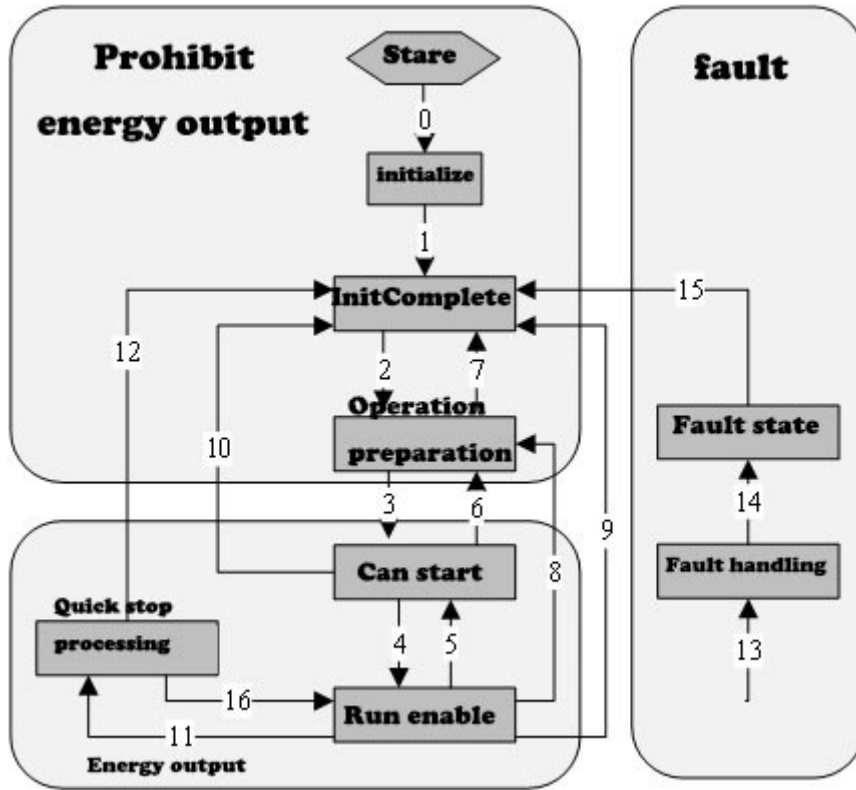 Prohibit
energy output
Stare
fault
0
initialize
1
InitComplete
15
12
2
7
Operation
preparation
Fault state
10
3
6
14
9
8
Can start
Fault handling
Quick stop
processing
4
5
13
16
Run enable
11
Energy output